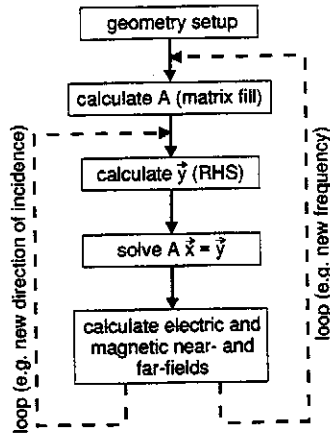 geometry setup
calculate A (matrix fill)
calculate y⃗ (RHS)
solve A x⃗ = y⃗
calculate electric and
magnetic near- and
far-fields
loop (e.g. new direction of incidence)
loop (e.g. new frequency)